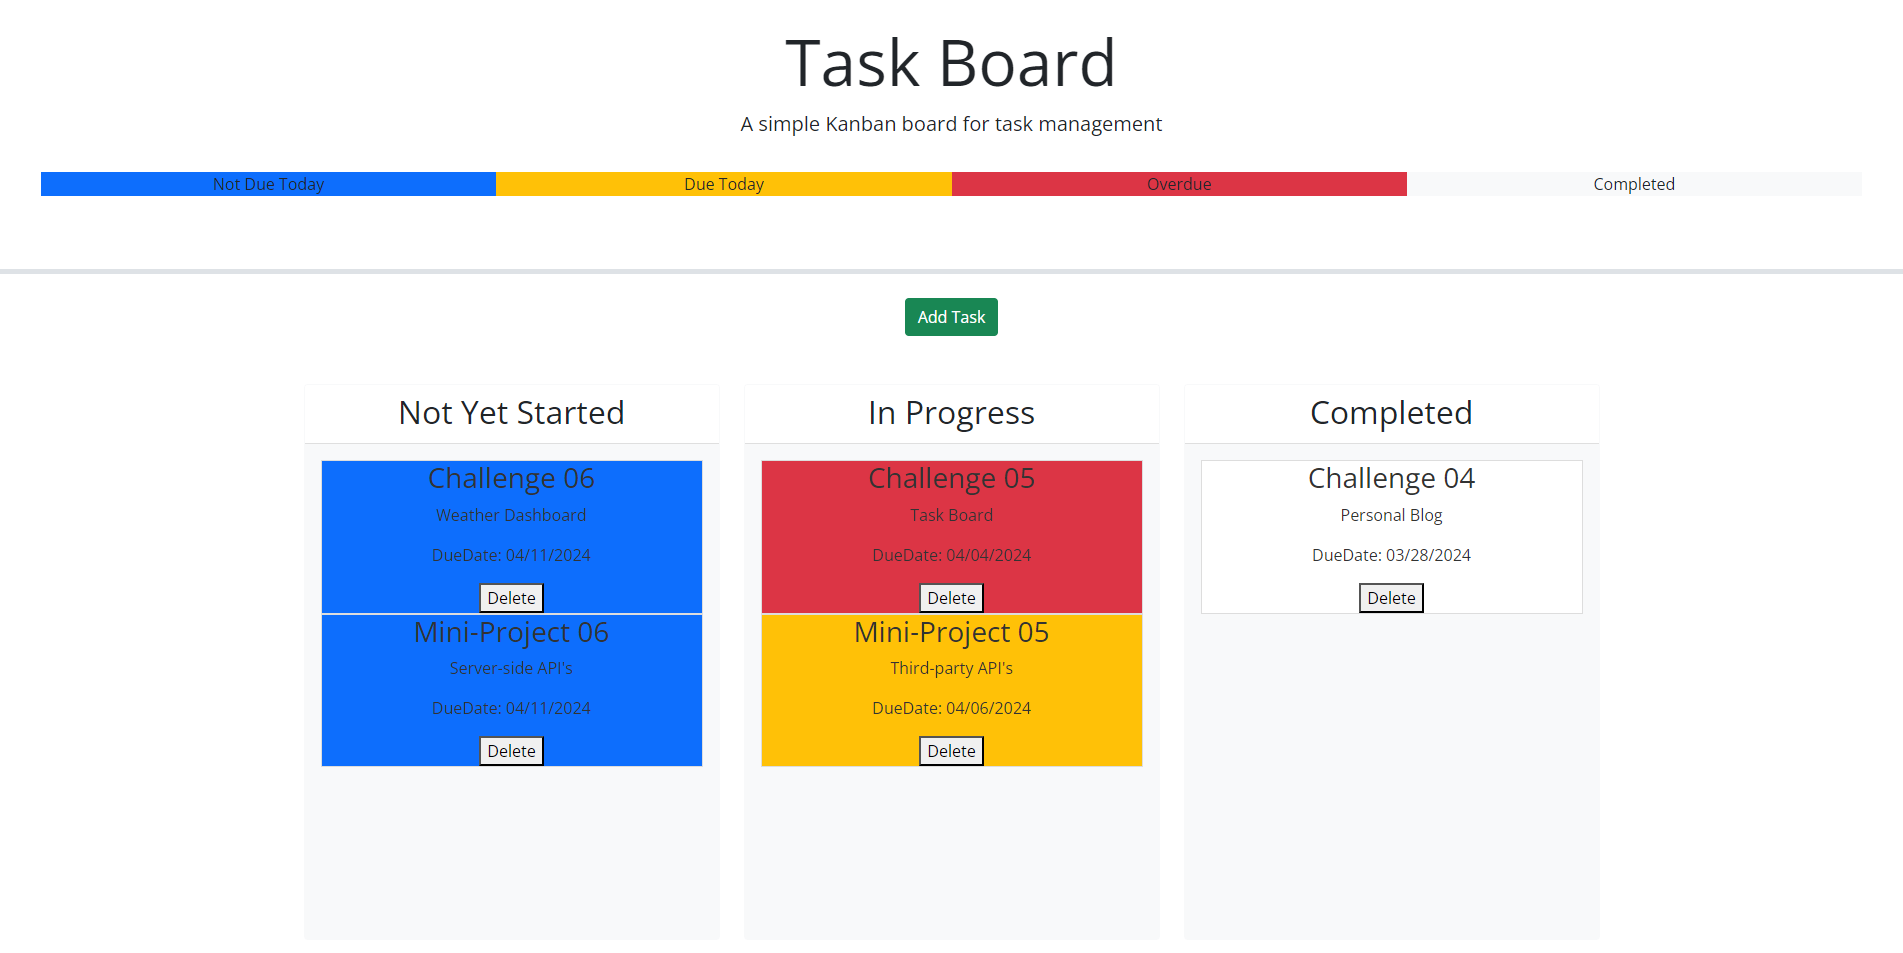 Task Board
A simple Kanban board for task management
Not Due Today
Due Today
Overdue
Completed
Add Task
Not Yet Started
Challenge 06
Weather Dashboard
DueDate: 04/11/2024
Delete
Mini-Project 06
Server-side API's
DueDate: 04/11/2024
Delete
In Progress
Challenge 05
Task Board
DueDate: 04/04/2024
Delete
Mini-Project 05
Third-party API's
DueDate: 04/06/2024
Delete
Completed
Challenge 04
Personal Blog
DueDate: 03/28/2024
Delete